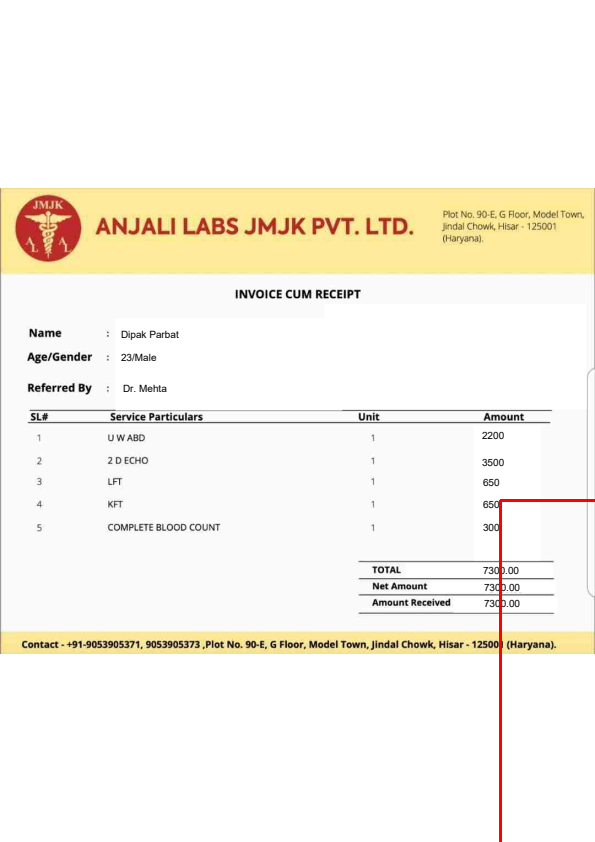 JMJK
A L A L
ANJALI LABS JMJK PVT. LTD.
Plot No. 90-E, G Floor, Model Town,
Jindal Chowk, Hisar - 125001
(Haryana).
INVOICE CUM RECEIPT
Name : Dipak Parbat
Age/Gender : 23/Male
Referred By : Dr. Mehta
SL# Service Particulars Unit Amount
1 U W ABD 1 2200
2 2 D ECHO 1 3500
3 LFT 1 650
4 KFT 1 650
5 COMPLETE BLOOD COUNT 1 300
TOTAL 7300.00
Net Amount 7300.00
Amount Received 7300.00
Contact - +91-9053905371, 9053905373 ,Plot No. 90-E, G Floor, Model Town, Jindal Chowk, Hisar - 125001 (Haryana).